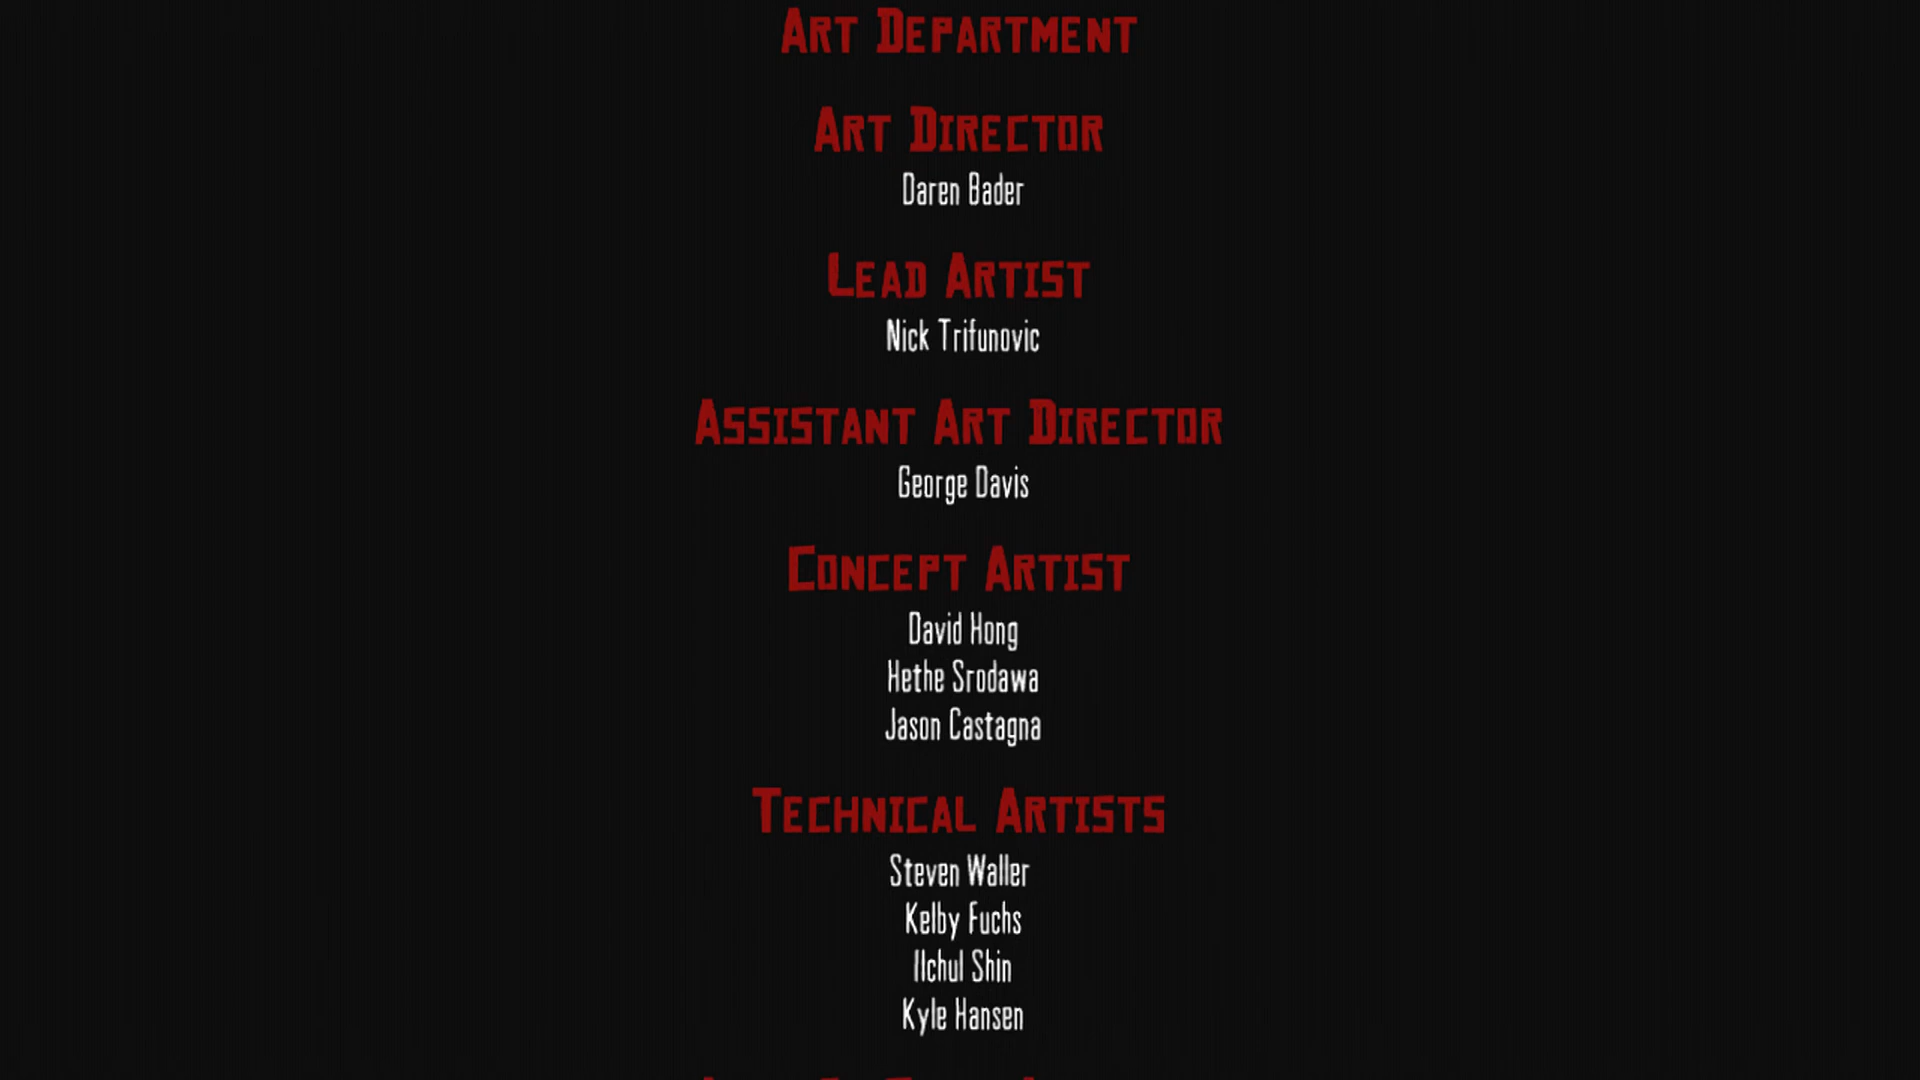 Art Department
Art Director
Daren Bader
Lead Artist
Nick Trifunovic
Assistant Art Director
George Davis
Concept Artist
David Hong
Hethe Srodawa
Jason Castagna
Technical Artists
Steven Waller
Kelby Fuchs
Ilchul Shin
Kyle Hansen